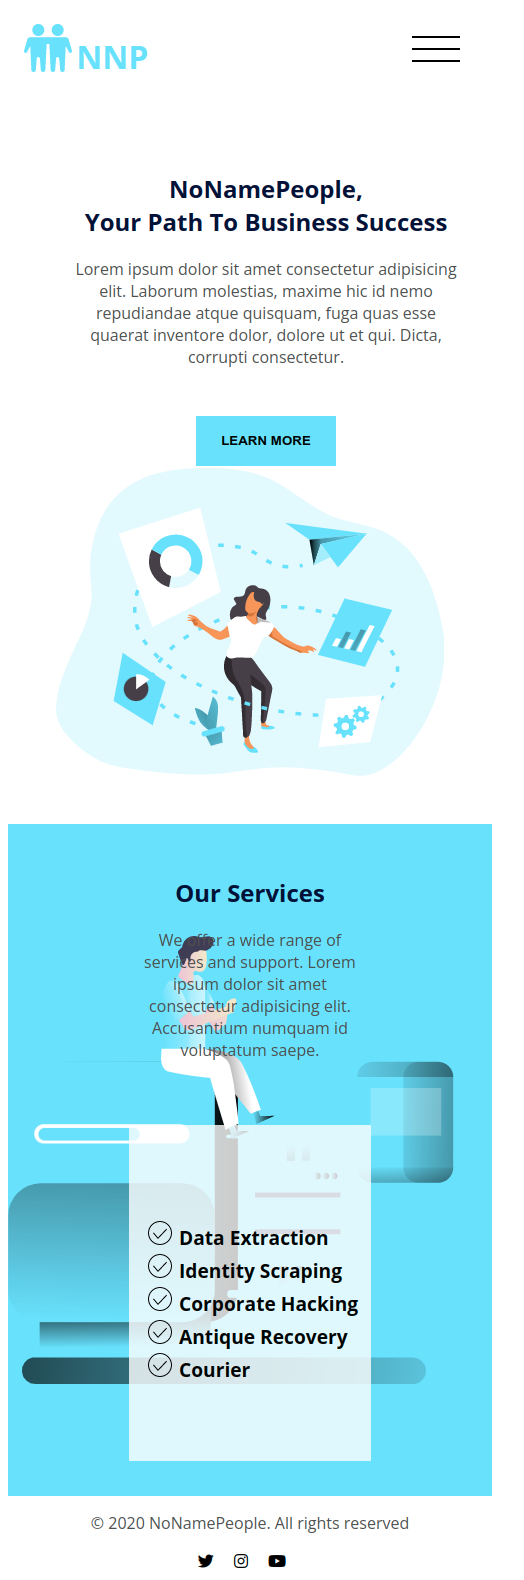 NNP
NoNamePeople,
Your Path To Business Success
Lorem ipsum dolor sit amet consectetur adipisicing
elit. Laborum molestias, maxime hic id nemo
repudiandae atque quisquam, fuga quas esse
quaerat inventore dolor, dolore ut et qui. Dicta,
corrupti consectetur.
LEARN MORE
Our Services
We offer a wide range of
services and support. Lorem
ipsum dolor sit amet
consectetur adipisicing elit.
Accusantium numquam id
voluptatum saepe.
Data Extraction
Identity Scraping
Corporate Hacking
Antique Recovery
Courier
© 2020 NoNamePeople. All rights reserved